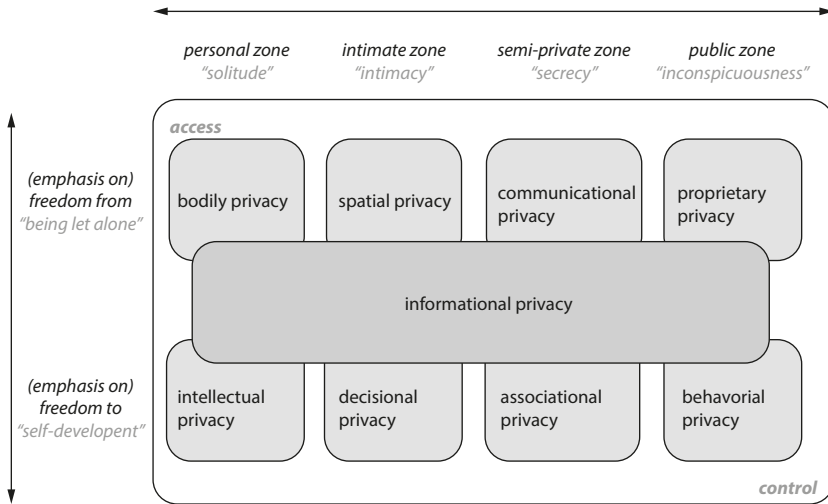 personal zone intimate zone semi-private zone public zone
“solitude” “intimacy” “secrecy” “inconspicuousness”
access
(emphasis on)
freedom from
“being let alone”
bodily privacy
spatial privacy
communicational
privacy
proprietary
privacy
informational privacy
(emphasis on)
freedom to
“self-developent”
intellectual
privacy
decisional
privacy
associational
privacy
behavorial
privacy
control